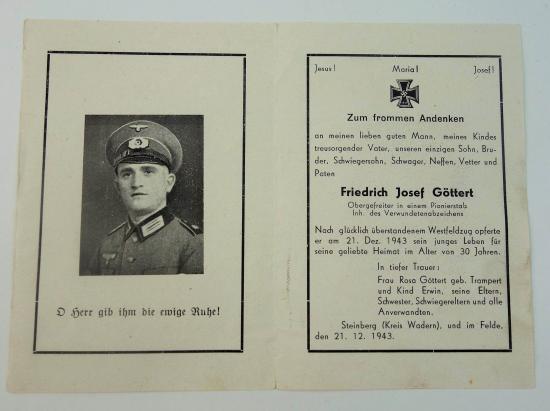 O Herr gib ihm die ewige Ruhe!
Jesus! Maria! Josef!
Zum frommen Andenken
an meinen lieben guten Mann, meines Kindes
treusorgender Vater, unseren einzigen Sohn, Bru-
der, Schwiegersohn, Schwager, Neffen, Vetter und
Paten
Friedrich Josef Göttert
Obergefreiter in einem Pionierstab
Inh. des Verwundetenabzeichens
Nach glücklich überstandenem Westfeldzug opferte
er am 21. Dez. 1943 sein junges Leben für
seine geliebte Heimat im Alter von 30 Jahren.
In tiefer Trauer:
Frau Rosa Göttert geb. Trampert
und Kind Erwin, seine Eltern,
Schwester, Schwiegereltern und alle
Anverwandten.
Steinberg (Kreis Wadern), und im Felde,
den 21. 12. 1943.